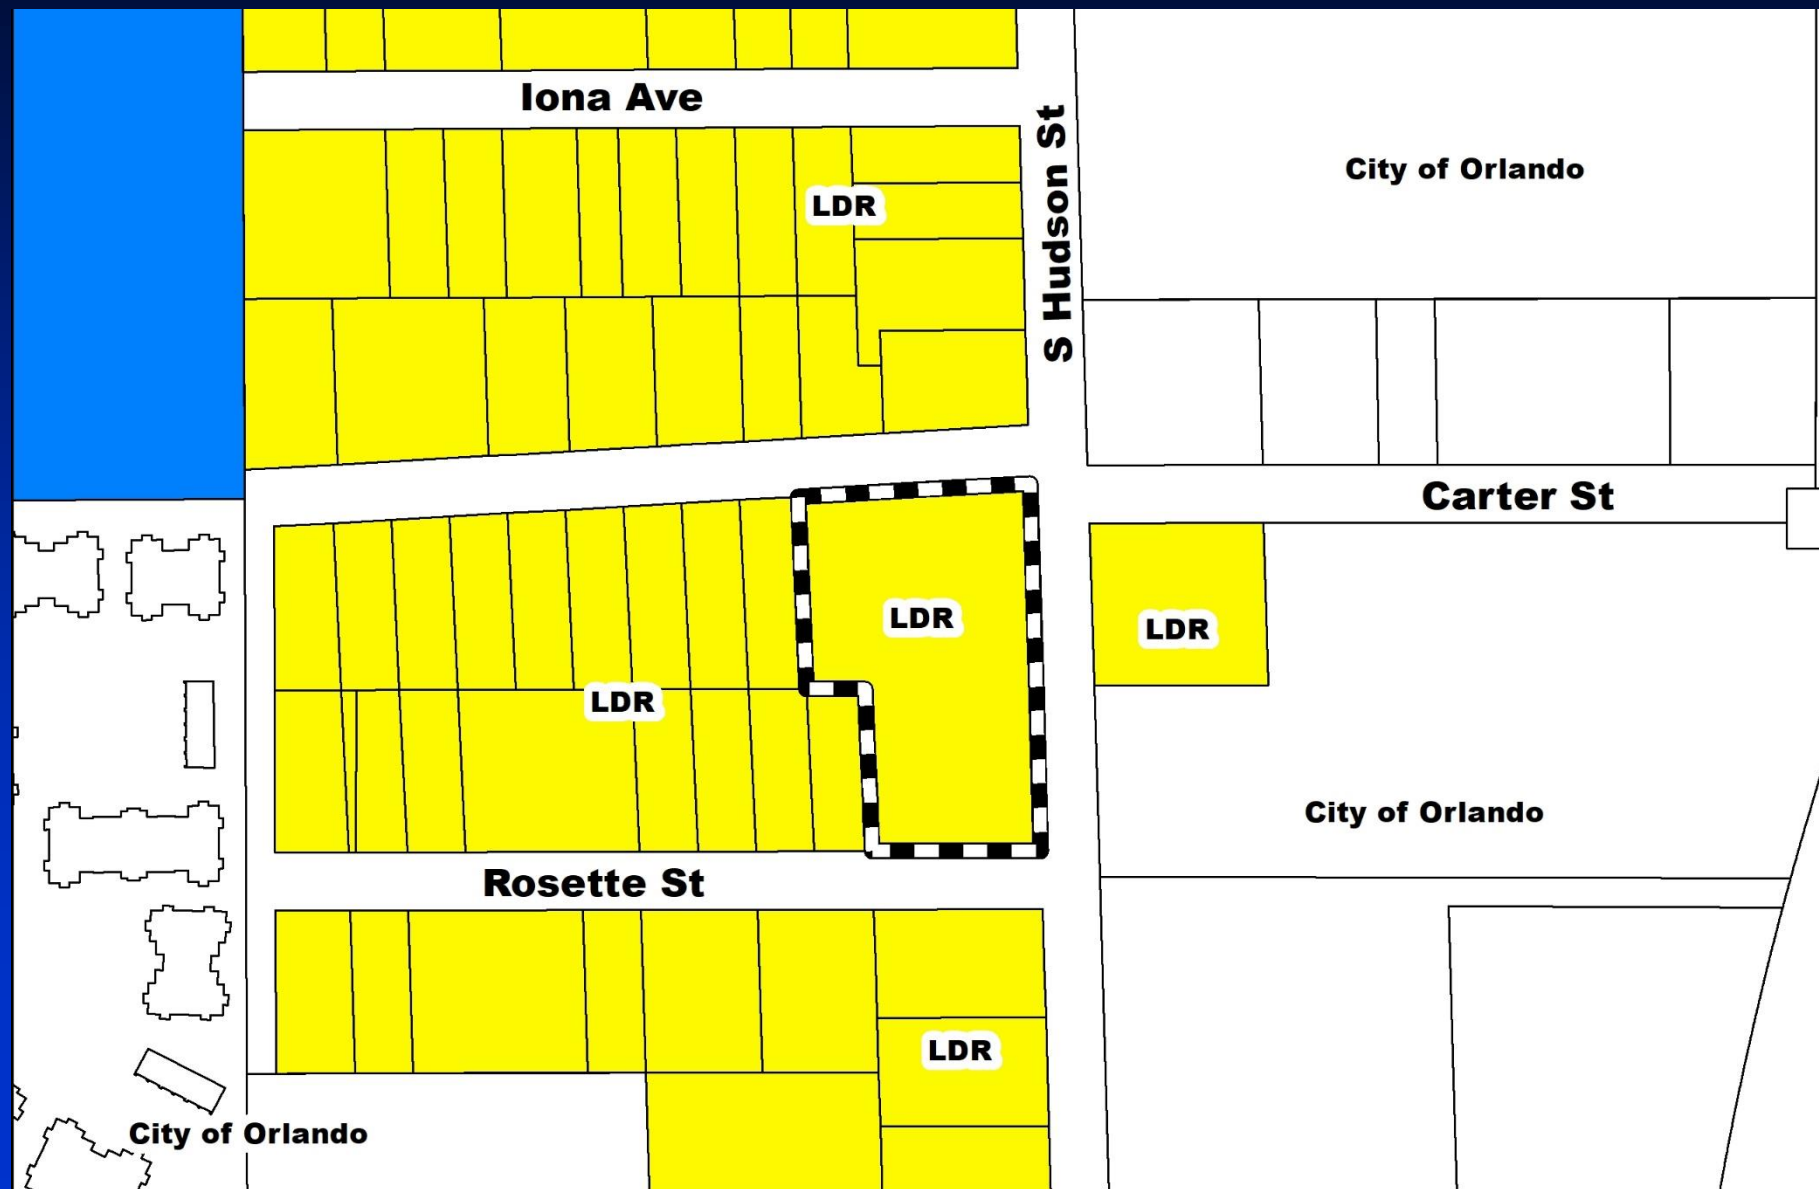 Iona Ave
S Hudson St
City of Orlando
LDR
Carter St
LDR
LDR
LDR
City of Orlando
Rosette St
LDR
City of Orlando